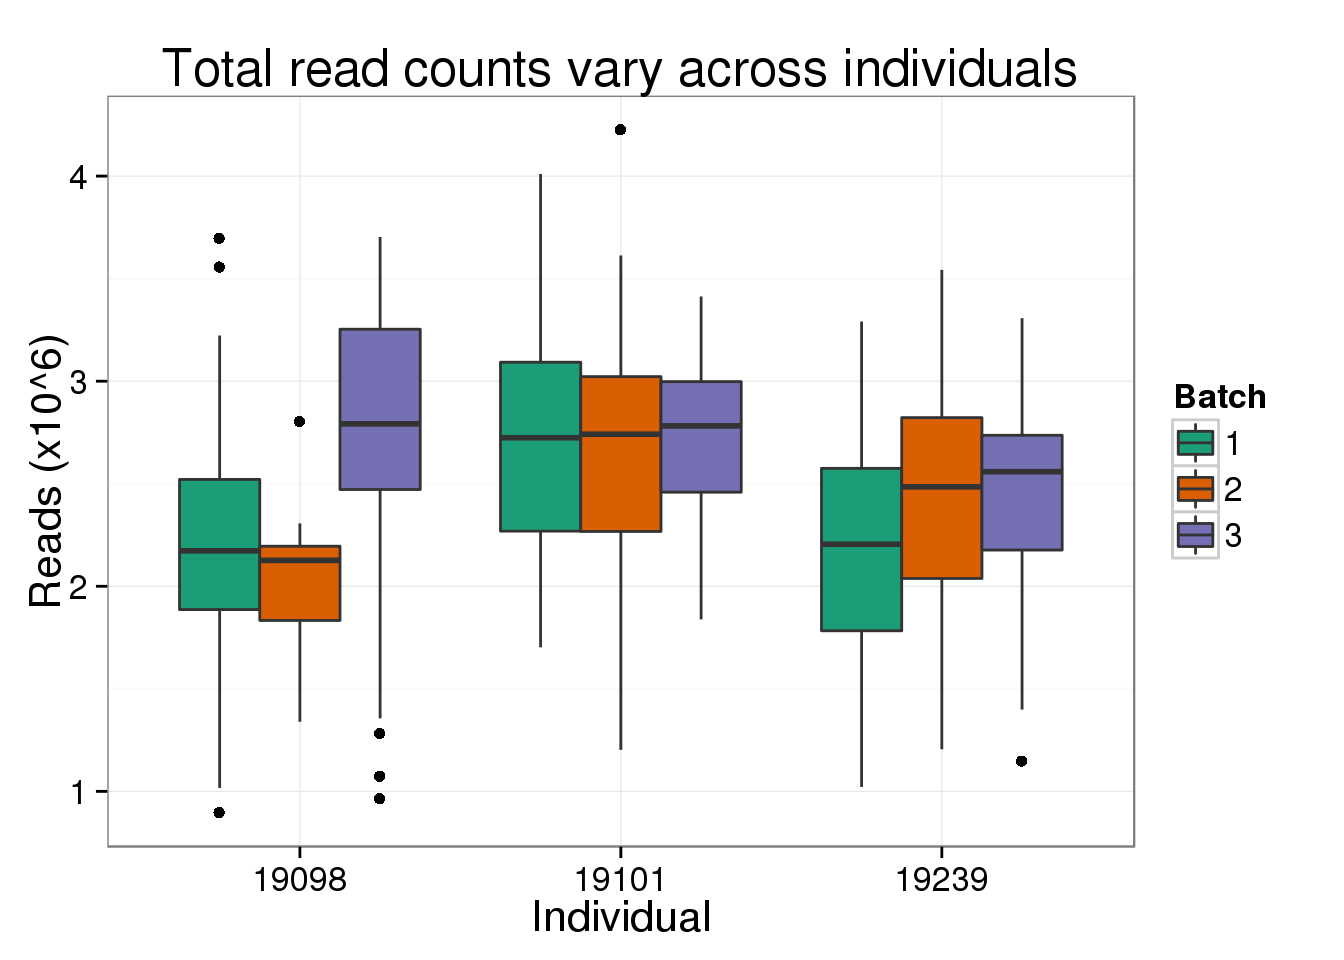 Total read counts vary across individuals
Reads (x10^6)
4
3
2
1
19098 19101 19239
Individual
Batch
1
2
3